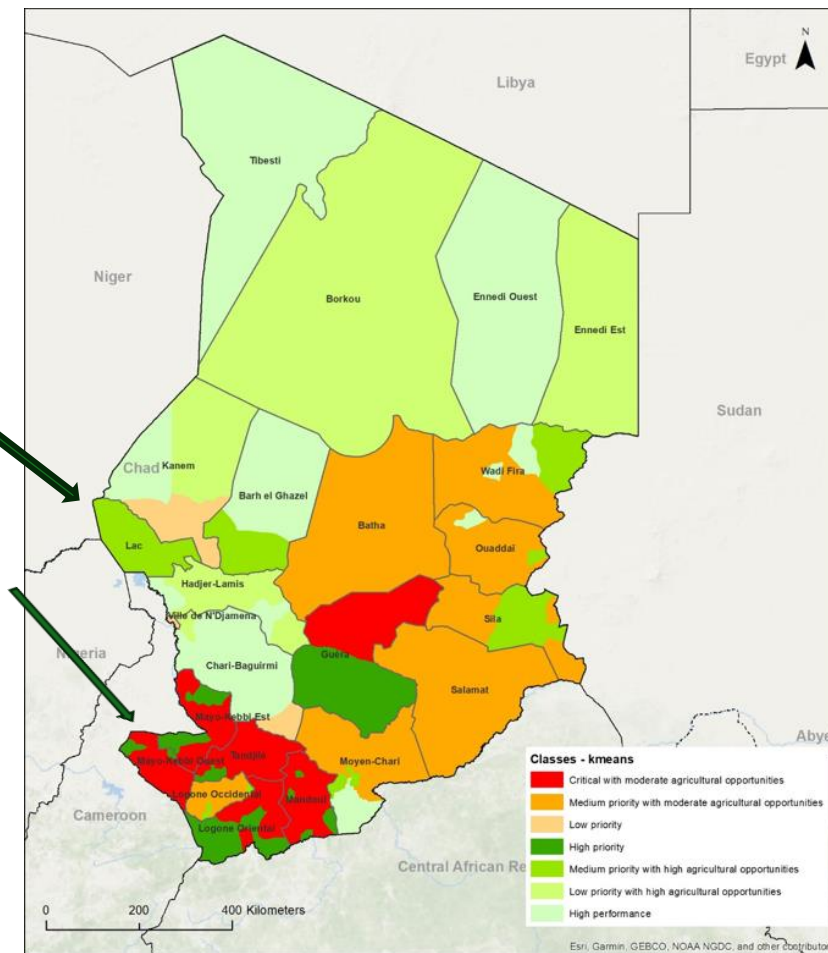 Egypt
N
Libya
Tibesti
Niger
Borkou
Ennedi Ouest
Ennedi Est
Sudan
Chad
Kanem
Wadi Fira
Barh el Ghazel
Batha
Lac
Ouaddaï
Hadjer-Lamis
Ville de N'Djamena
Sila
Nigeria
Guéra
Chari-Baguirmi
Salamat
Mayo-Kebbi Est
Abye
Mayo-Kebbi Ouest
Tandjilé
Moyen-Chari
Logone Occidental
Mandoul
Cameroon
Logone Oriental
Central African Re
Classes - kmeans
Critical with moderate agricultural opportunities
Medium priority with moderate agricultural opportunities
Low priority
High priority
Medium priority with high agricultural opportunities
Low priority with high agricultural opportunities
High performance
0 200 400 Kilometers
Esri, Garmin, GEBCO, NOAA NGDC, and other contributor